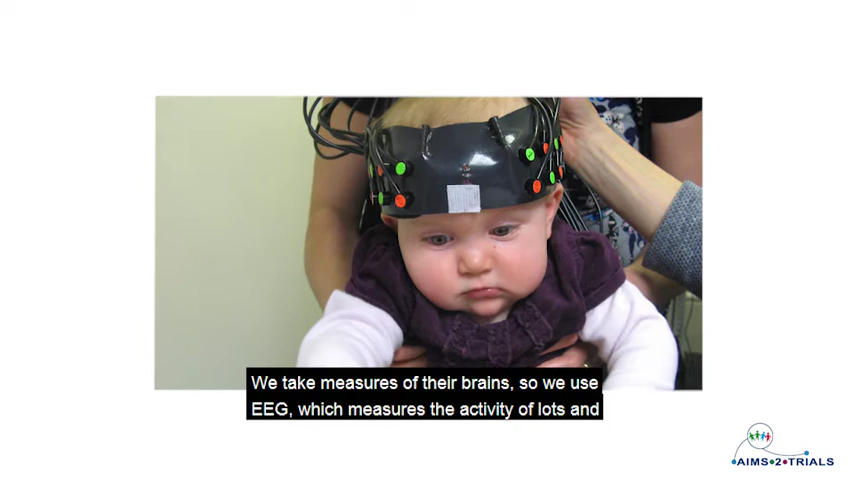 We take measures of their brains, so we use
EEG, which measures the activity of lots and
AIMS•2•TRIALS